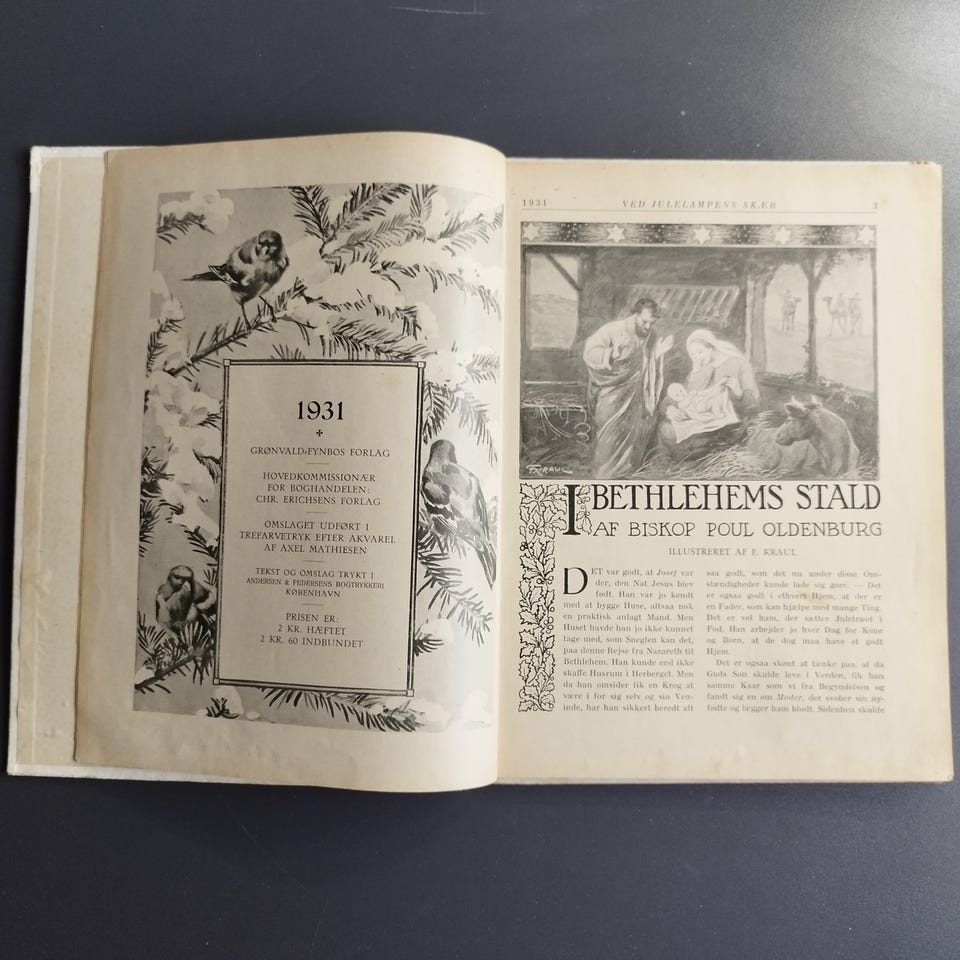 1931
GRØNVALD-FYNBOS FORLAG
HOVEDKOMMISSIONÆR
FOR BOGHANDELEN:
CHR. ERICHSENS FORLAG
OMSLAGET UDFØRT I
TREFARVETRYK EFTER AKVAREL
AF AXEL MATHIESEN
TEKST OG OMSLAG TRYKT I
ANDERSEN & PEDERSENS BOGTRYKKERI
KØBENHAVN
PRISEN ER:
2 KR. HÆFTET
2 KR. 60 INDBUNDET
1931 VED JULELAMPENS SKÆR 3
F. KRAUL
I BETHLEHEMS STALD
AF BISKOP POUL OLDENBURG
ILLUSTRERET AF F. KRAUL
DET var godt, at Josef var
der, den Nat Jesus blev
født. Han var jo kendt
med at bygge Huse, altsaa nok
en praktisk anlagt Mand. Men
Huset havde han jo ikke kunnet
tage med, som Sneglen kan det,
paa denne Rejse fra Nazareth til
Bethlehem. Han kunde end ikke
skaffe Husrum i Herberget. Men
da han omsider fik en Krog at
være i for sig selv og sin Ven-
inde, har han sikkert beredt alt
saa godt, som det nu under disse Om-
stændigheder kunde lade sig gøre. — Det
er ogsaa godt i ethvert Hjem, at der er
en Fader, som kan hjælpe med mange Ting.
Det er vel ham, der sætter Juletræet i
Fod. Han arbejder jo hver Dag for Kone
og Børn, at de dog maa have et godt
Hjem.
Det er ogsaa skønt at tænke paa, at da
Guds Søn skulde leve i Verden, fik han
samme Kaar som vi fra Begyndelsen og
fandt sig en om Moder, der svøber sin ny-
fødte og lægger ham blødt. Sidenhen skulde